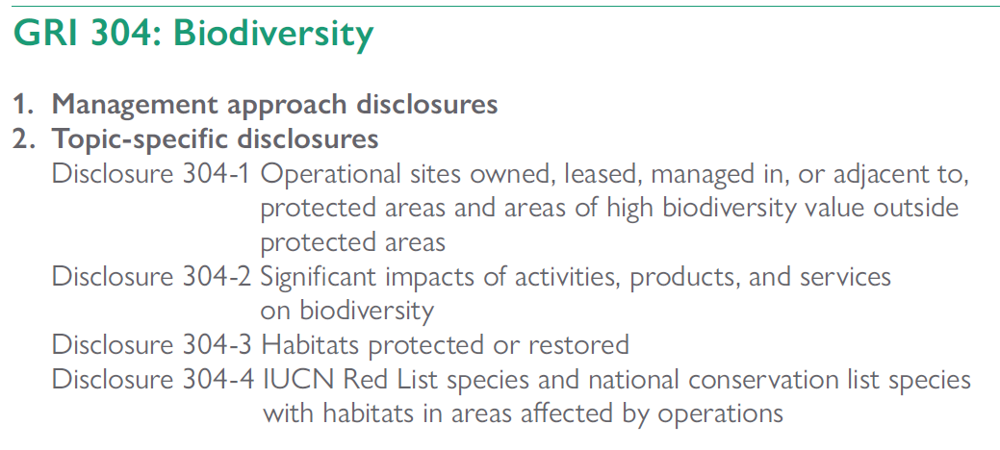 GRI 304: Biodiversity
1. Management approach disclosures
2. Topic-specific disclosures
Disclosure 304-1 Operational sites owned, leased, managed in, or adjacent to,
protected areas and areas of high biodiversity value outside
protected areas
Disclosure 304-2 Significant impacts of activities, products, and services
on biodiversity
Disclosure 304-3 Habitats protected or restored
Disclosure 304-4 IUCN Red List species and national conservation list species
with habitats in areas affected by operations